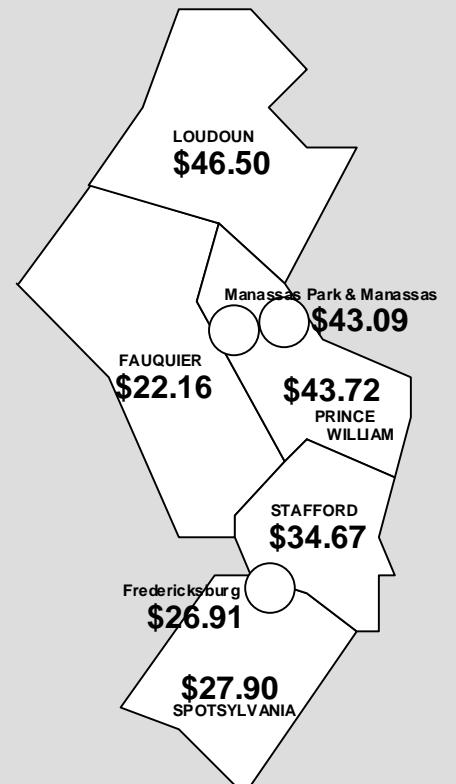 LOUDOUN
$46.50
Manassas Park & Manassas
$43.09
FAUQUIER
$22.16
$43.72
PRINCE
WILLIAM
STAFFORD
$34.67
Fredericksburg
$26.91
$27.90
SPOTSYLVANIA